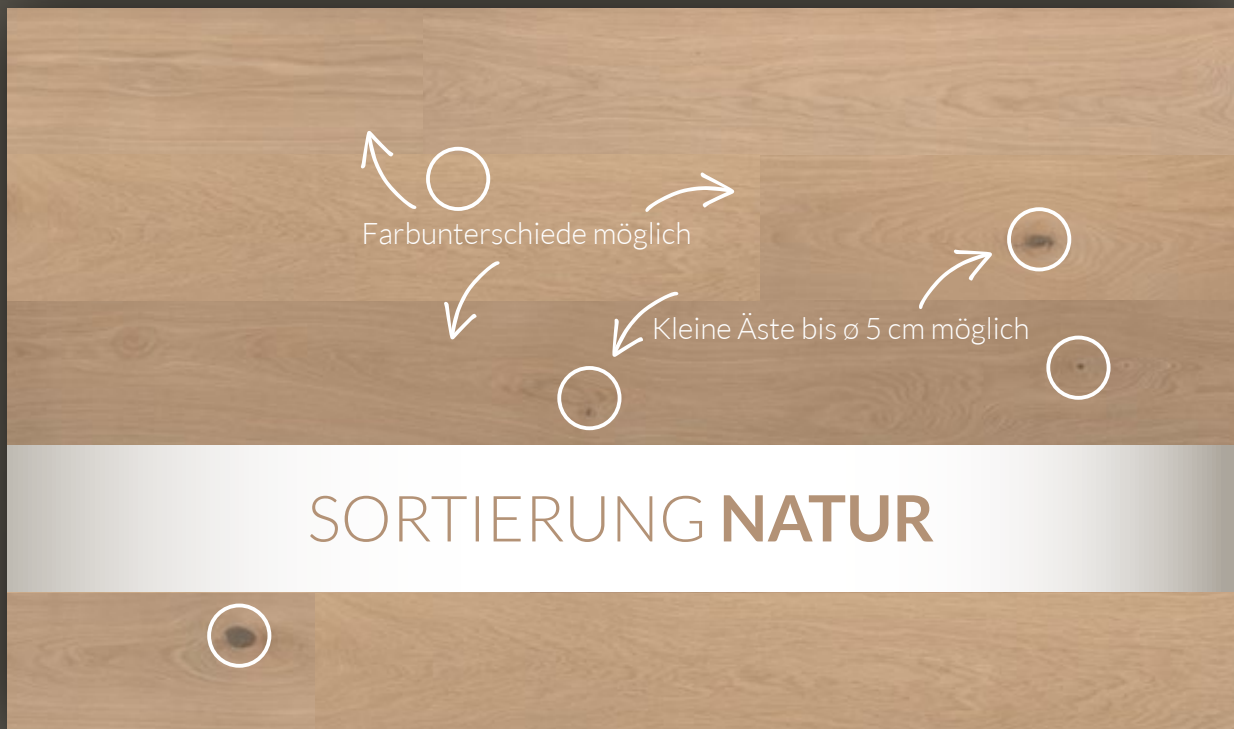 Farbunterschiede möglich
Kleine Äste bis ø 5 cm möglich
SORTIERUNG NATUR